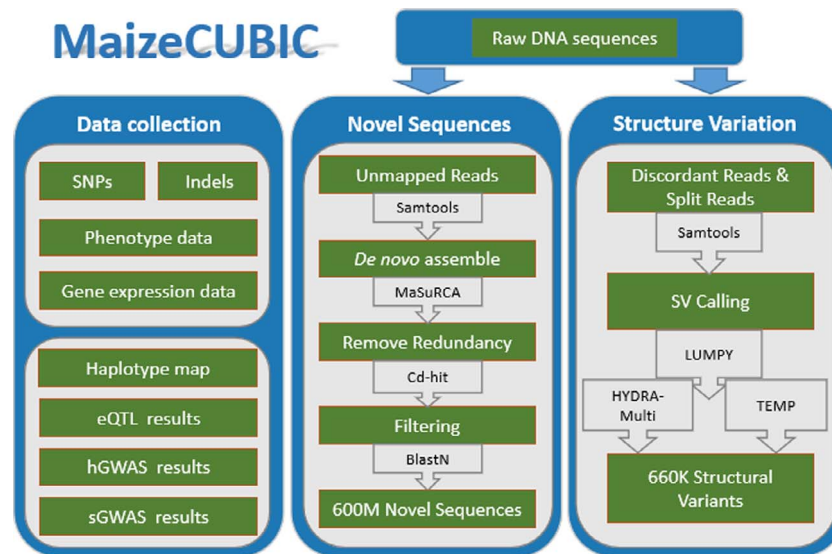 MaizeCUBIC
Raw DNA sequences
Data collection
SNPs
Indels
Phenotype data
Gene expression data
Haplotype map
eQTL results
hGWAS results
sGWAS results
Novel Sequences
Unmapped Reads
Samtools
De novo assemble
MaSuRCA
Remove Redundancy
Cd-hit
Filtering
BlastN
600M Novel Sequences
Structure Variation
Discordant Reads &
Split Reads
Samtools
SV Calling
LUMPY
HYDRA-
Multi
TEMP
660K Structural
Variants